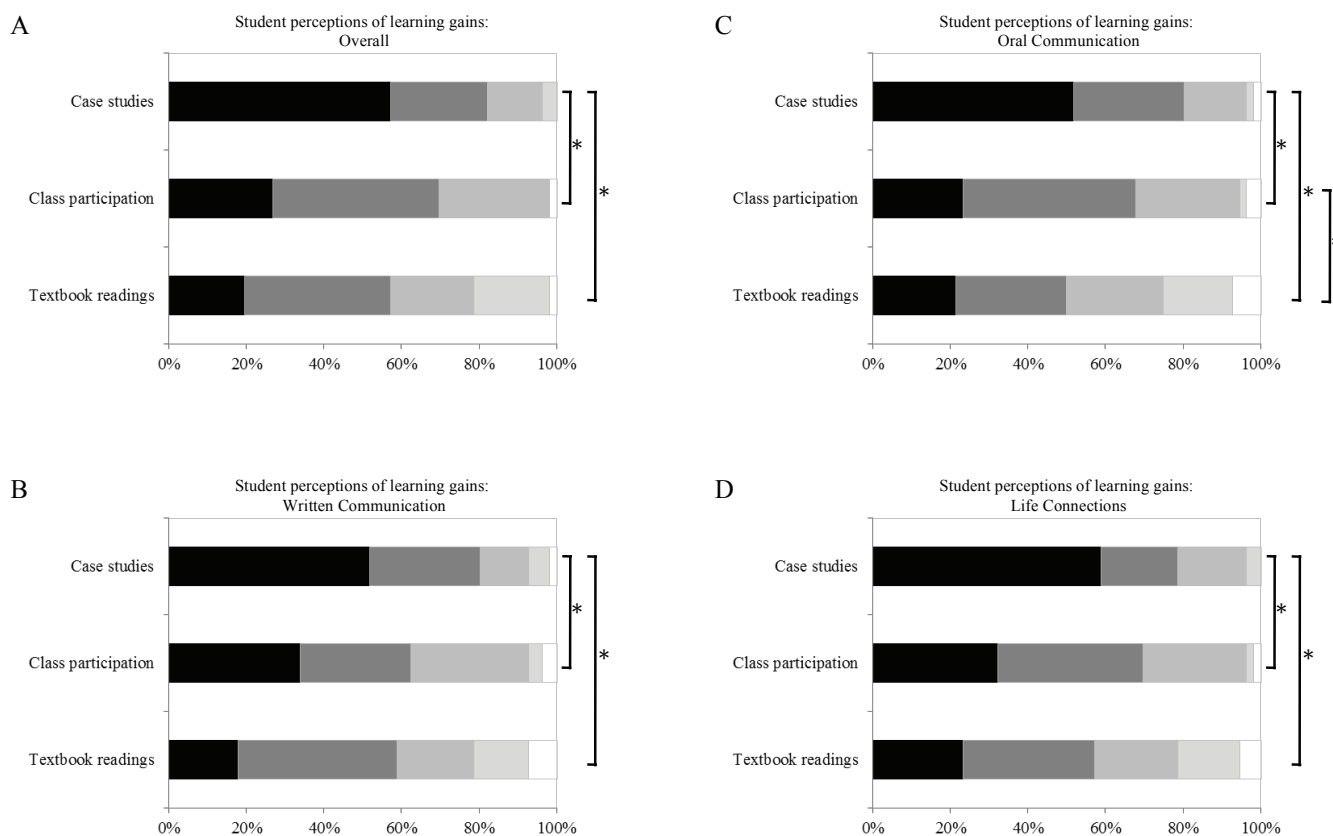 A
Student perceptions of learning gains:
Overall
Case studies
*
Class participation
*
Textbook readings
0% 20% 40% 60% 80% 100%
C
Student perceptions of learning gains:
Oral Communication
Case studies
*
Class participation
*
*
Textbook readings
0% 20% 40% 60% 80% 100%
B
Student perceptions of learning gains:
Written Communication
Case studies
*
Class participation
*
Textbook readings
0% 20% 40% 60% 80% 100%
D
Student perceptions of learning gains:
Life Connections
Case studies
*
Class participation
*
Textbook readings
0% 20% 40% 60% 80% 100%